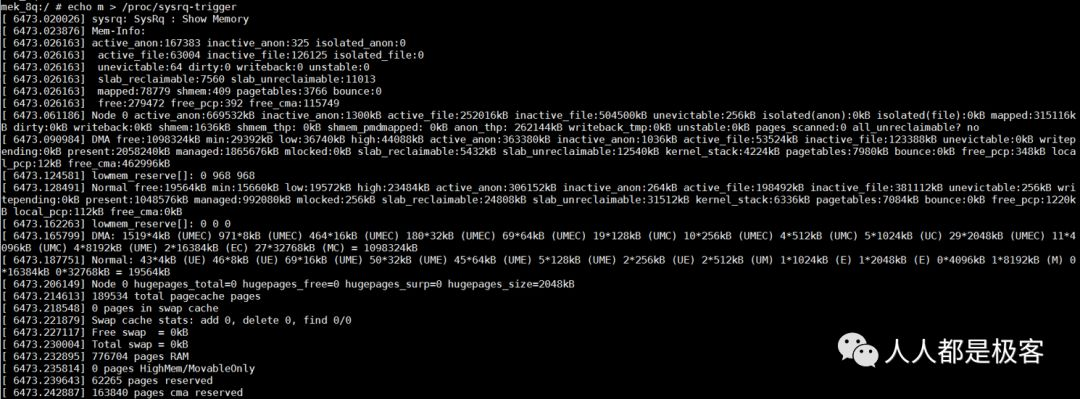 mek_8q:/ # echo m > /proc/sysrq-trigger
[ 6473.020026] sysrq: SysRq : Show Memory
[ 6473.023876] Mem-Info:
[ 6473.026163] active_anon:167383 inactive_anon:325 isolated_anon:0
[ 6473.026163]  active_file:63004 inactive_file:126125 isolated_file:0
[ 6473.026163]  unevictable:64 dirty:0 writeback:0 unstable:0
[ 6473.026163]  slab_reclaimable:7560 slab_unreclaimable:11013
[ 6473.026163]  mapped:78779 shmem:409 pagetables:3766 bounce:0
[ 6473.026163]  free:279472 free_pcp:392 free_cma:115749
[ 6473.061186] Node 0 active_anon:669532kB inactive_anon:1300kB active_file:252016kB inactive_file:504500kB unevictable:256kB isolated(anon):0kB isolated(file):0kB mapped:315116k
B dirty:0kB writeback:0kB shmem:1636kB shmem_thp: 0kB shmem_pmdmapped: 0kB anon_thp: 262144kB writeback_tmp:0kB unstable:0kB pages_scanned:0 all_unreclaimable? no
[ 6473.090984] DMA free:1098324kB min:29392kB low:36740kB high:44088kB active_anon:363380kB inactive_anon:1036kB active_file:53524kB inactive_file:123388kB unevictable:0kB writep
ending:0kB present:2058240kB managed:1865676kB mlocked:0kB slab_reclaimable:5432kB slab_unreclaimable:12540kB kernel_stack:4224kB pagetables:7980kB bounce:0kB free_pcp:348kB loca
l_pcp:12kB free_cma:462996kB
[ 6473.124581] lowmem_reserve[]: 0 968 968
[ 6473.128491] Normal free:19564kB min:15660kB low:19572kB high:23484kB active_anon:306152kB inactive_anon:264kB active_file:198492kB inactive_file:381112kB unevictable:256kB wri
tepending:0kB present:1048576kB managed:992080kB mlocked:256kB slab_reclaimable:24808kB slab_unreclaimable:31512kB kernel_stack:6336kB pagetables:7084kB bounce:0kB free_pcp:1220k
B local_pcp:112kB free_cma:0kB
[ 6473.162263] lowmem_reserve[]: 0 0 0
[ 6473.165799] DMA: 1519*4kB (UMEC) 971*8kB (UMEC) 464*16kB (UMEC) 180*32kB (UMEC) 69*64kB (UMEC) 19*128kB (UMC) 10*256kB (UMEC) 4*512kB (UMC) 5*1024kB (UC) 29*2048kB (UMEC) 11*4
096kB (UMC) 4*8192kB (UME) 2*16384kB (EC) 27*32768kB (MC) = 1098324kB
[ 6473.187751] Normal: 43*4kB (UE) 46*8kB (UE) 69*16kB (UME) 50*32kB (UME) 45*64kB (UME) 5*128kB (UME) 2*256kB (UE) 2*512kB (UM) 1*1024kB (E) 1*2048kB (E) 0*4096kB 1*8192kB (M) 0
*16384kB 0*32768kB = 19564kB
[ 6473.206149] Node 0 hugepages_total=0 hugepages_free=0 hugepages_surp=0 hugepages_size=2048kB
[ 6473.214613] 189534 total pagecache pages
[ 6473.218548] 0 pages in swap cache
[ 6473.221879] Swap cache stats: add 0, delete 0, find 0/0
[ 6473.227117] Free swap  = 0kB
[ 6473.230004] Total swap = 0kB
[ 6473.232895] 776704 pages RAM
[ 6473.235814] 0 pages HighMem/MovableOnly
[ 6473.239643] 62265 pages reserved
[ 6473.242887] 163840 pages cma reserved
人人都是极客